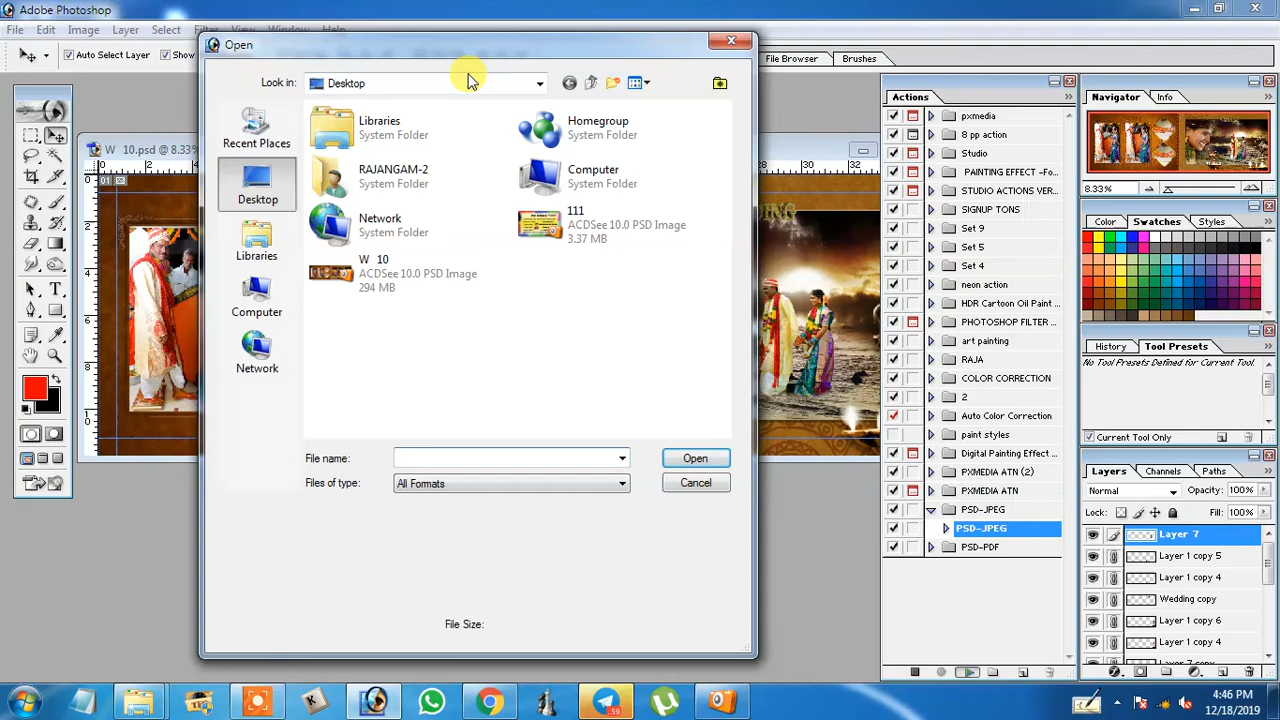 Adobe Photoshop
File Edit Image Layer Select Filter View Window Help
Auto Select Layer Show
File Browser Brushes
W 10.psd @ 8.33%
Open
Look in: Desktop
Recent Places
Desktop
Libraries
Computer
Network
Libraries
System Folder
Homegroup
System Folder
RAJANGAM-2
System Folder
Computer
System Folder
Network
System Folder
111
ACDSee 10.0 PSD Image
3.37 MB
W 10
ACDSee 10.0 PSD Image
294 MB
File name:
Open
Files of type: All Formats
Cancel
File Size:
Actions
pxmedia
8 pp action
Studio
PAINTING EFFECT -Fo...
STUDIO ACTIONS VER...
SIGNUP TONS
Set 9
Set 5
Set 4
neon action
HDR Cartoon Oil Paint ...
PHOTOSHOP FILTER ...
art painting
RAJA
COLOR CORRECTION
2
Auto Color Correction
paint styles
Digital Painting Effect ...
PXMEDIA ATN (2)
PXMEDIA ATN
PSD-JPEG
PSD-JPEG
PSD-PDF
Navigator Info
8.33%
Color Swatches Styles
History Tool Presets
No Tool Presets Defined for Current Tool.
Current Tool Only
Layers Channels Paths
Normal Opacity: 100%
Lock: Fill: 100%
Layer 7
Layer 1 copy 5
Layer 1 copy 4
Wedding copy
Layer 1 copy 6
Layer 1 copy 4
Layer 7 copy
59
4:46 PM
12/18/2019